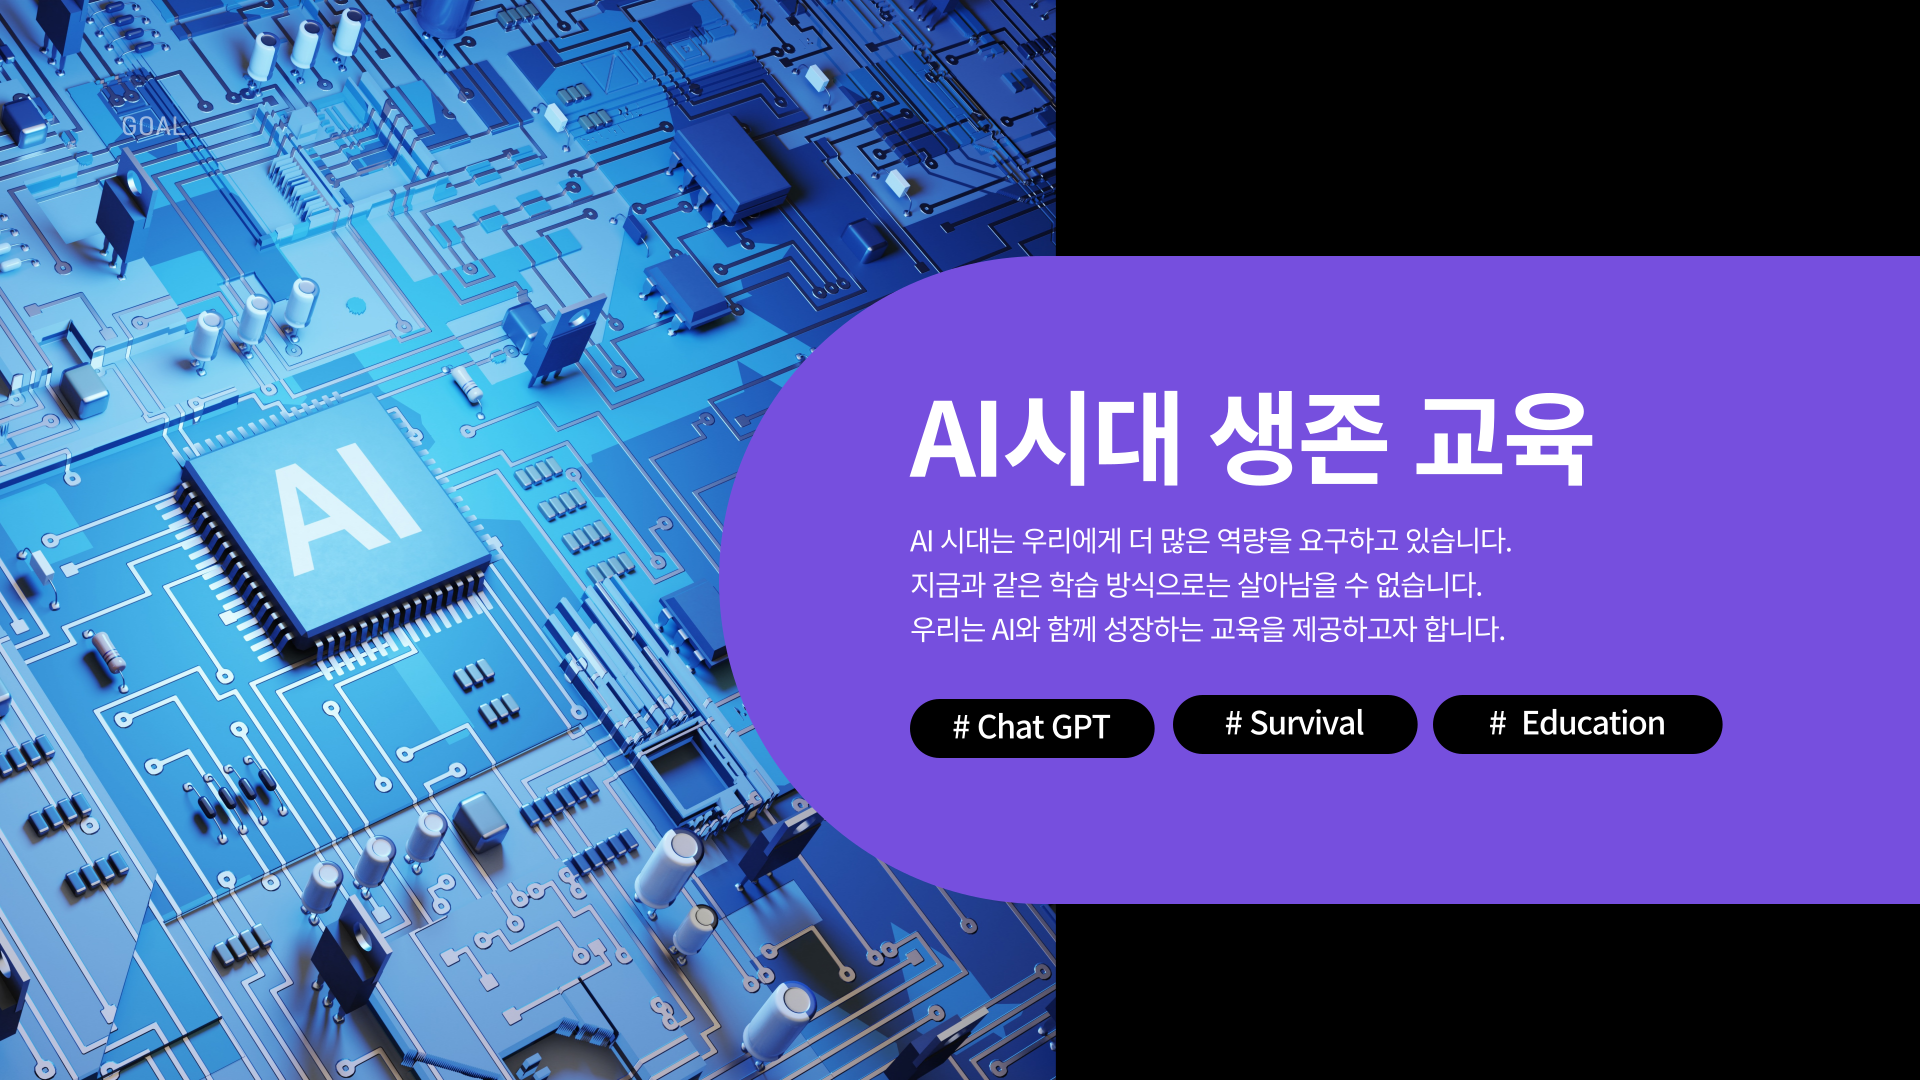 GOAL
AI
AI시대 생존 교육
AI 시대는 우리에게 더 많은 역량을 요구하고 있습니다.
지금과 같은 학습 방식으로는 살아남을 수 없습니다.
우리는 AI와 함께 성장하는 교육을 제공하고자 합니다.
# Chat GPT
# Survival
# Education